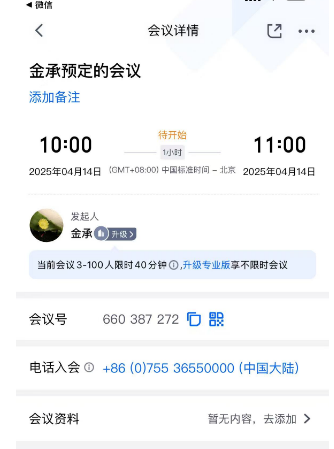 ◀ 微信
会议详情
金承预定的会议
添加备注
待开始
10:00 1小时 11:00
2025年04月14日 (GMT+08:00) 中国标准时间 - 北京 2025年04月14日
发起人
金承 升级 >
当前会议3-100人限时40分钟,升级专业版享不限时会议
会议号 660 387 272
电话入会 +86 (0)755 36550000 (中国大陆)
会议资料 暂无内容，去添加 >